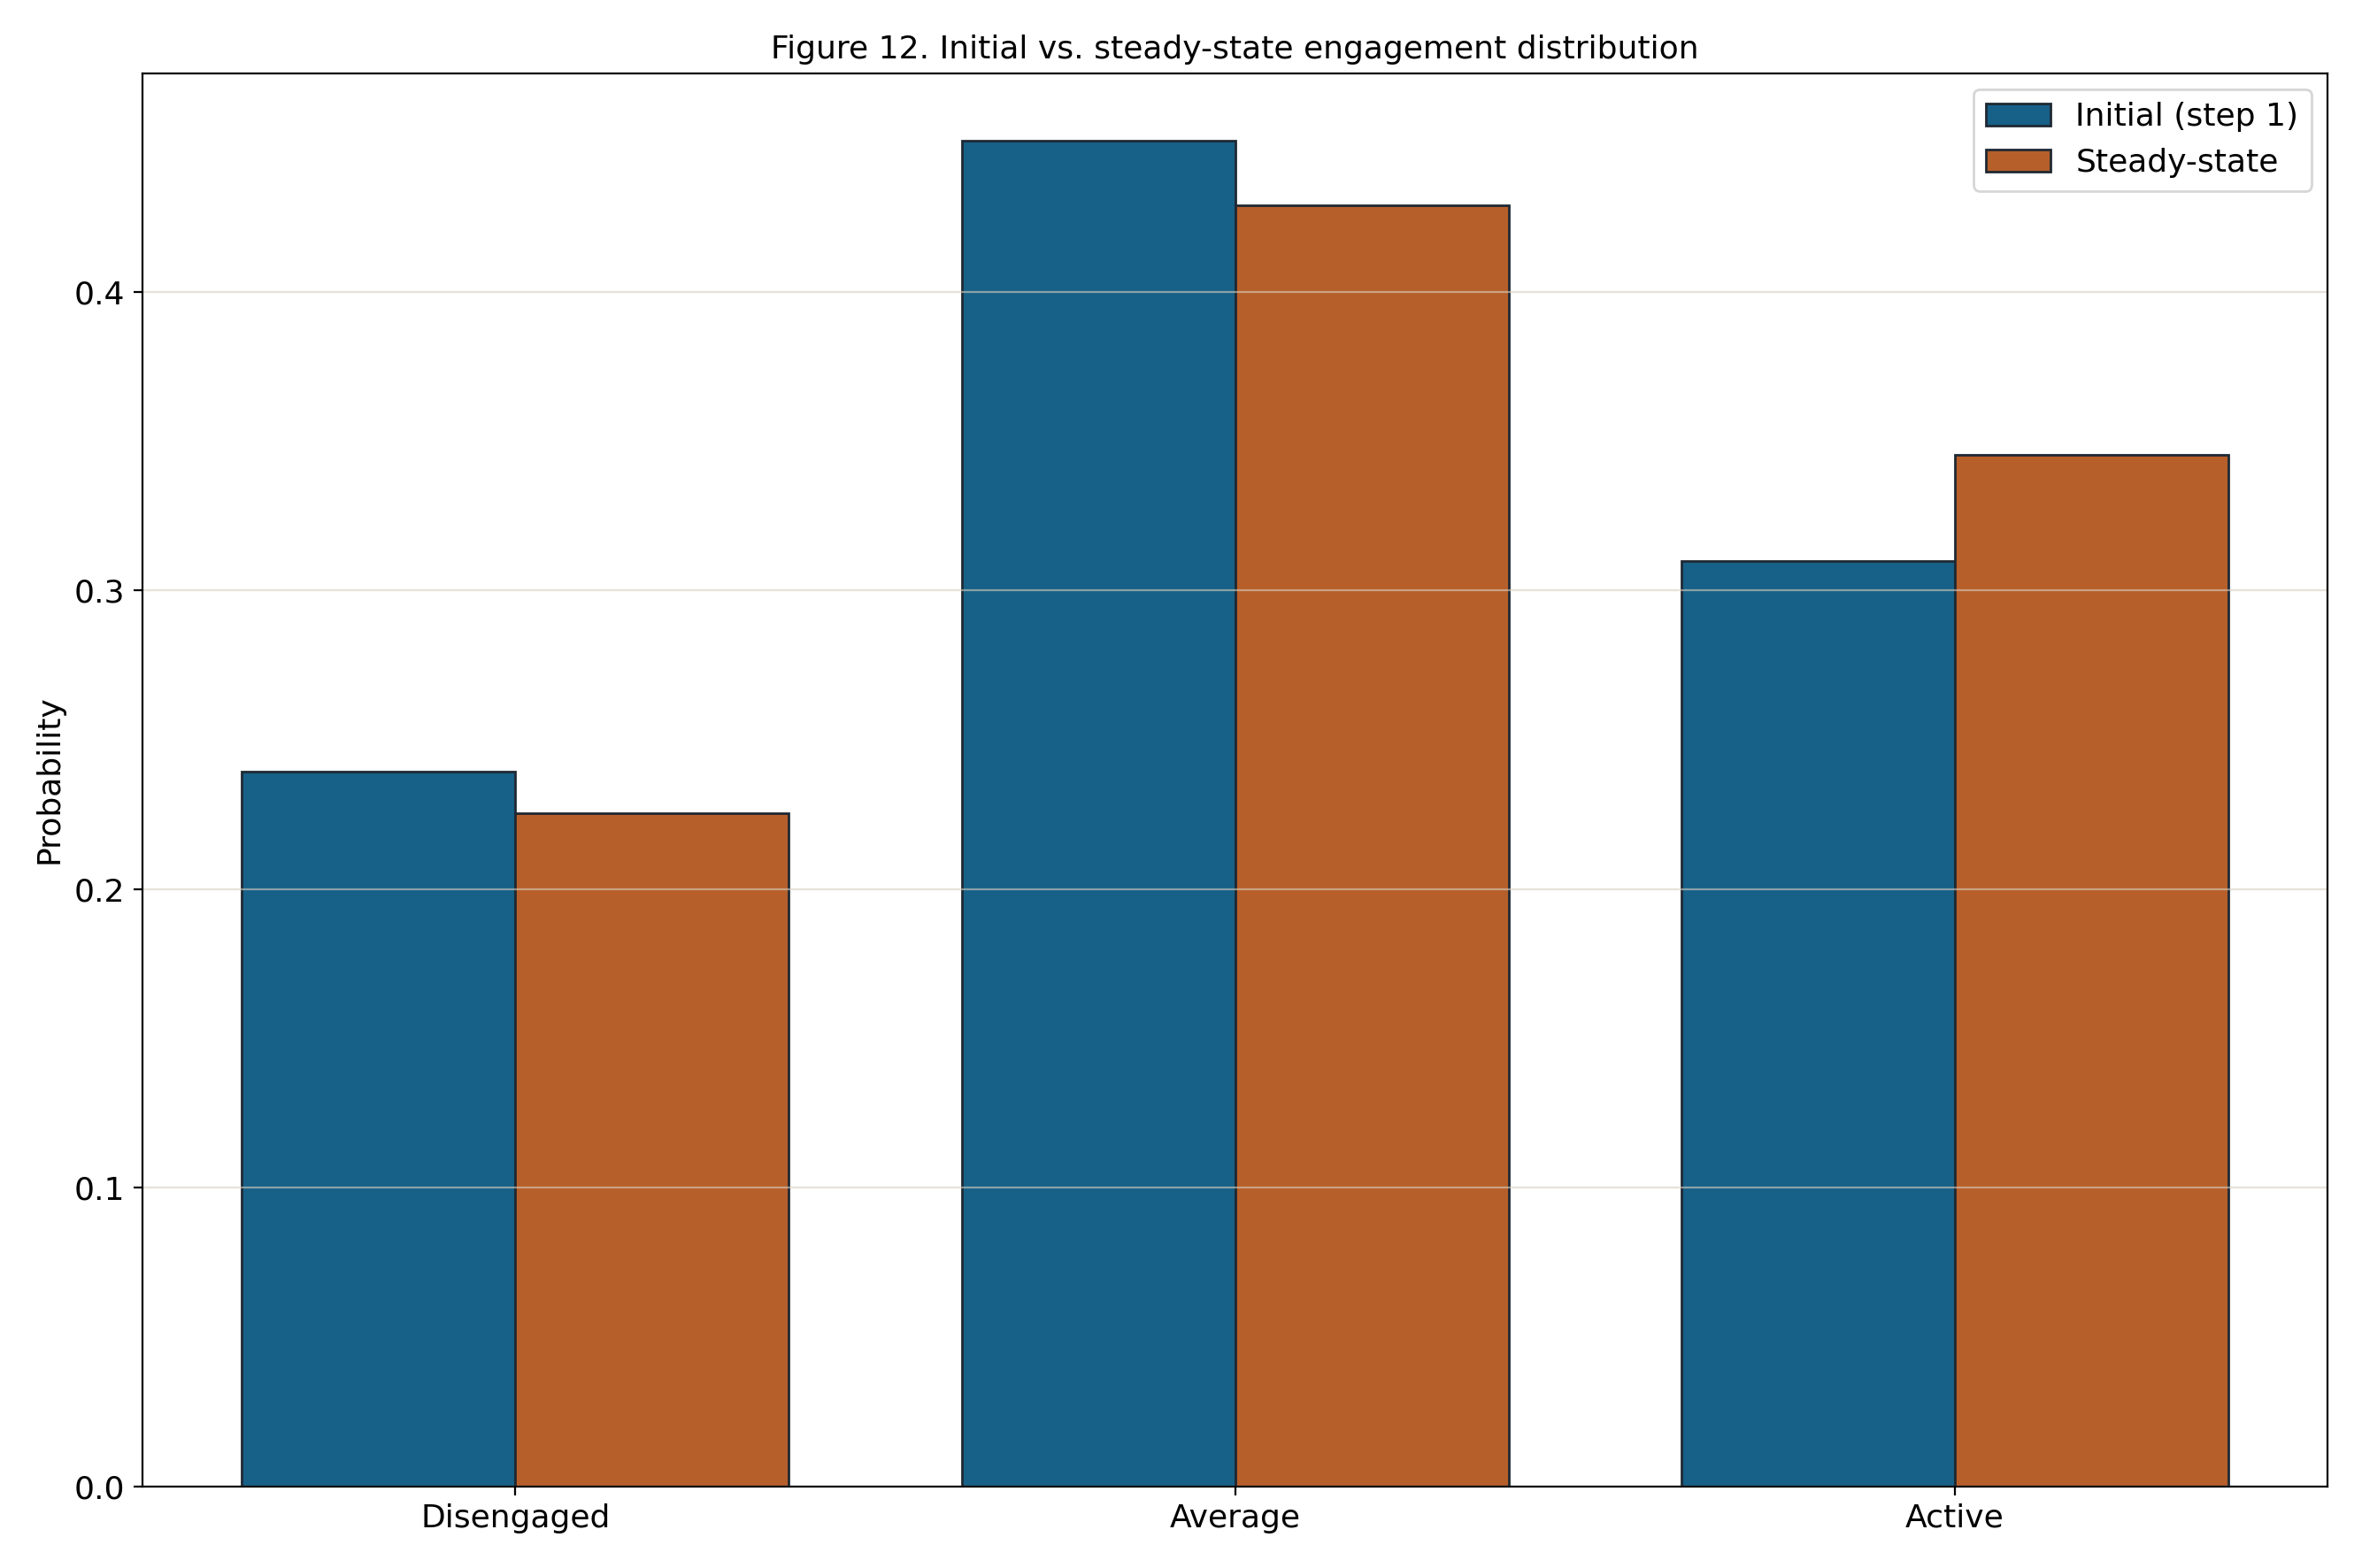 Figure 12. Initial vs. steady-state engagement distribution
Initial (step 1)
Steady-state
Probability
0.4
0.3
0.2
0.1
0.0
Disengaged
Average
Active